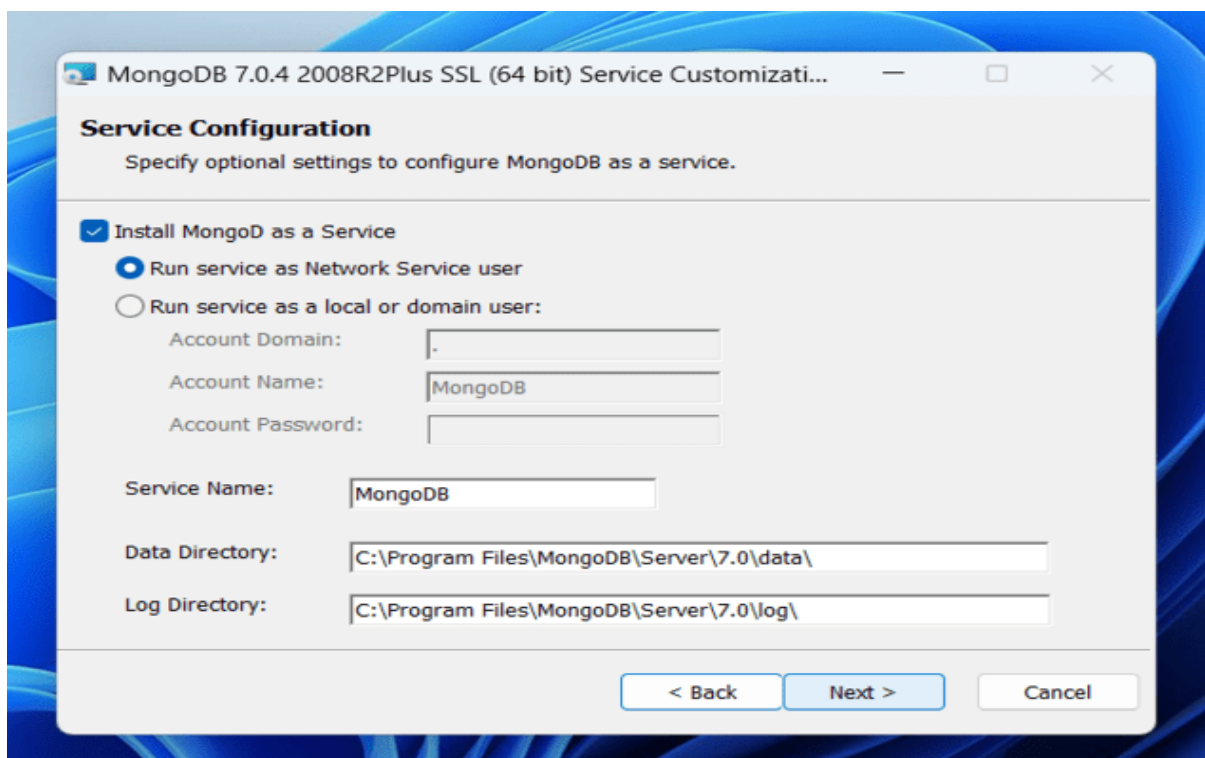 MongoDB 7.0.4 2008R2Plus SSL (64 bit) Service Customizati...
Service Configuration
Specify optional settings to configure MongoDB as a service.
Install MongoD as a Service
Run service as Network Service user
Run service as a local or domain user:
Account Domain: .
Account Name: MongoDB
Account Password:
Service Name: MongoDB
Data Directory: C:\Program Files\MongoDB\Server\7.0\data\
Log Directory: C:\Program Files\MongoDB\Server\7.0\log\
< Back Next > Cancel